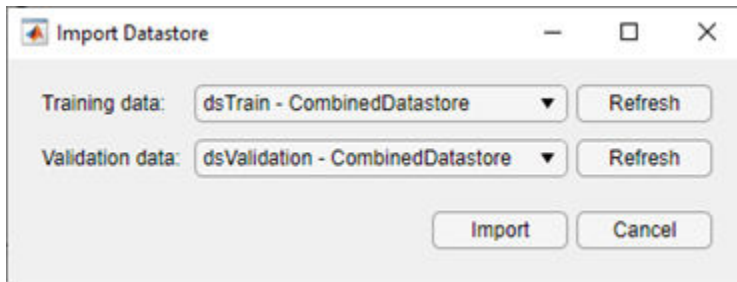 Import Datastore
Training data: dsTrain - CombinedDatastore Refresh
Validation data: dsValidation - CombinedDatastore Refresh
Import Cancel